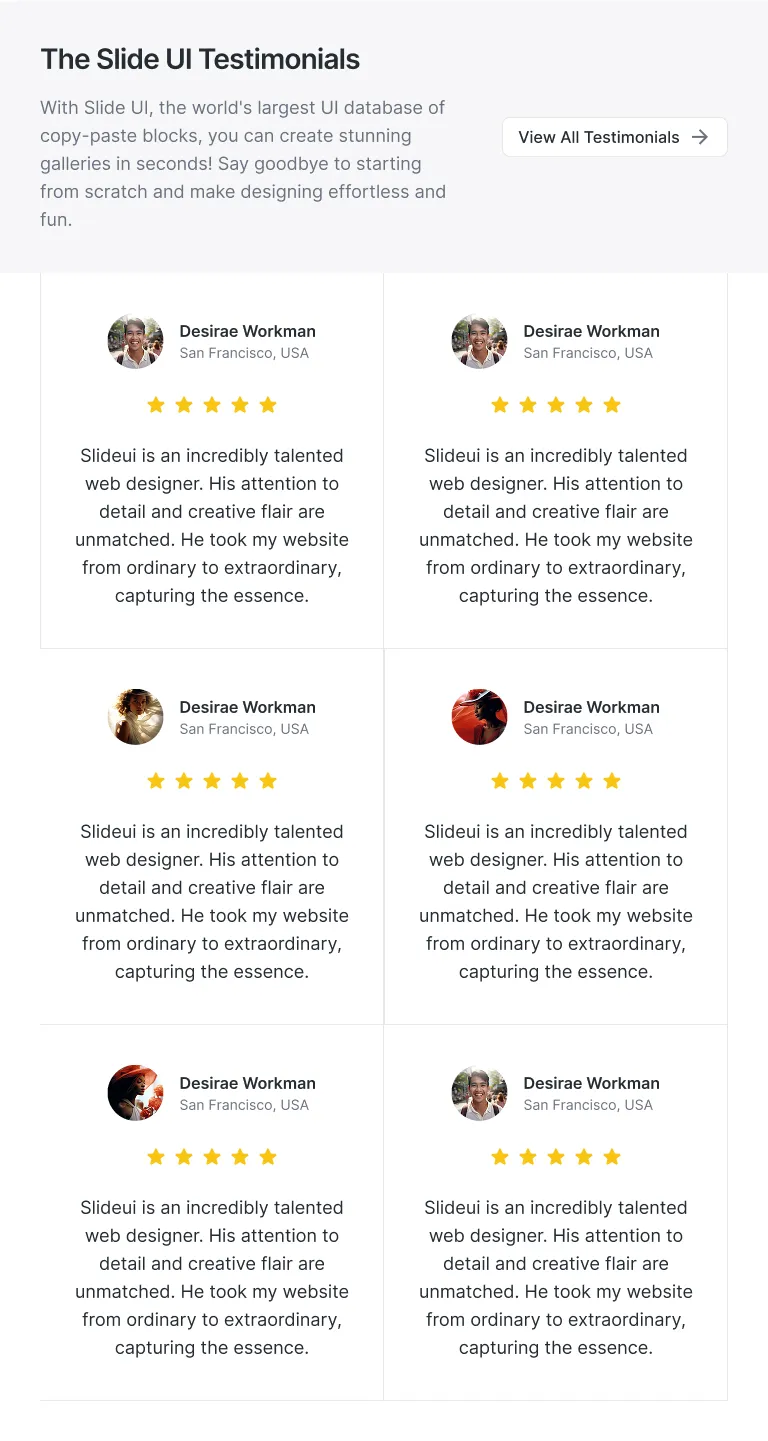 The Slide UI Testimonials
With Slide UI, the world's largest UI database of
copy-paste blocks, you can create stunning
galleries in seconds! Say goodbye to starting
from scratch and make designing effortless and
fun.
View All Testimonials
Desirae Workman
San Francisco, USA
Slideui is an incredibly talented
web designer. His attention to
detail and creative flair are
unmatched. He took my website
from ordinary to extraordinary,
capturing the essence.
Desirae Workman
San Francisco, USA
Slideui is an incredibly talented
web designer. His attention to
detail and creative flair are
unmatched. He took my website
from ordinary to extraordinary,
capturing the essence.
Desirae Workman
San Francisco, USA
Slideui is an incredibly talented
web designer. His attention to
detail and creative flair are
unmatched. He took my website
from ordinary to extraordinary,
capturing the essence.
Desirae Workman
San Francisco, USA
Slideui is an incredibly talented
web designer. His attention to
detail and creative flair are
unmatched. He took my website
from ordinary to extraordinary,
capturing the essence.
Desirae Workman
San Francisco, USA
Slideui is an incredibly talented
web designer. His attention to
detail and creative flair are
unmatched. He took my website
from ordinary to extraordinary,
capturing the essence.
Desirae Workman
San Francisco, USA
Slideui is an incredibly talented
web designer. His attention to
detail and creative flair are
unmatched. He took my website
from ordinary to extraordinary,
capturing the essence.